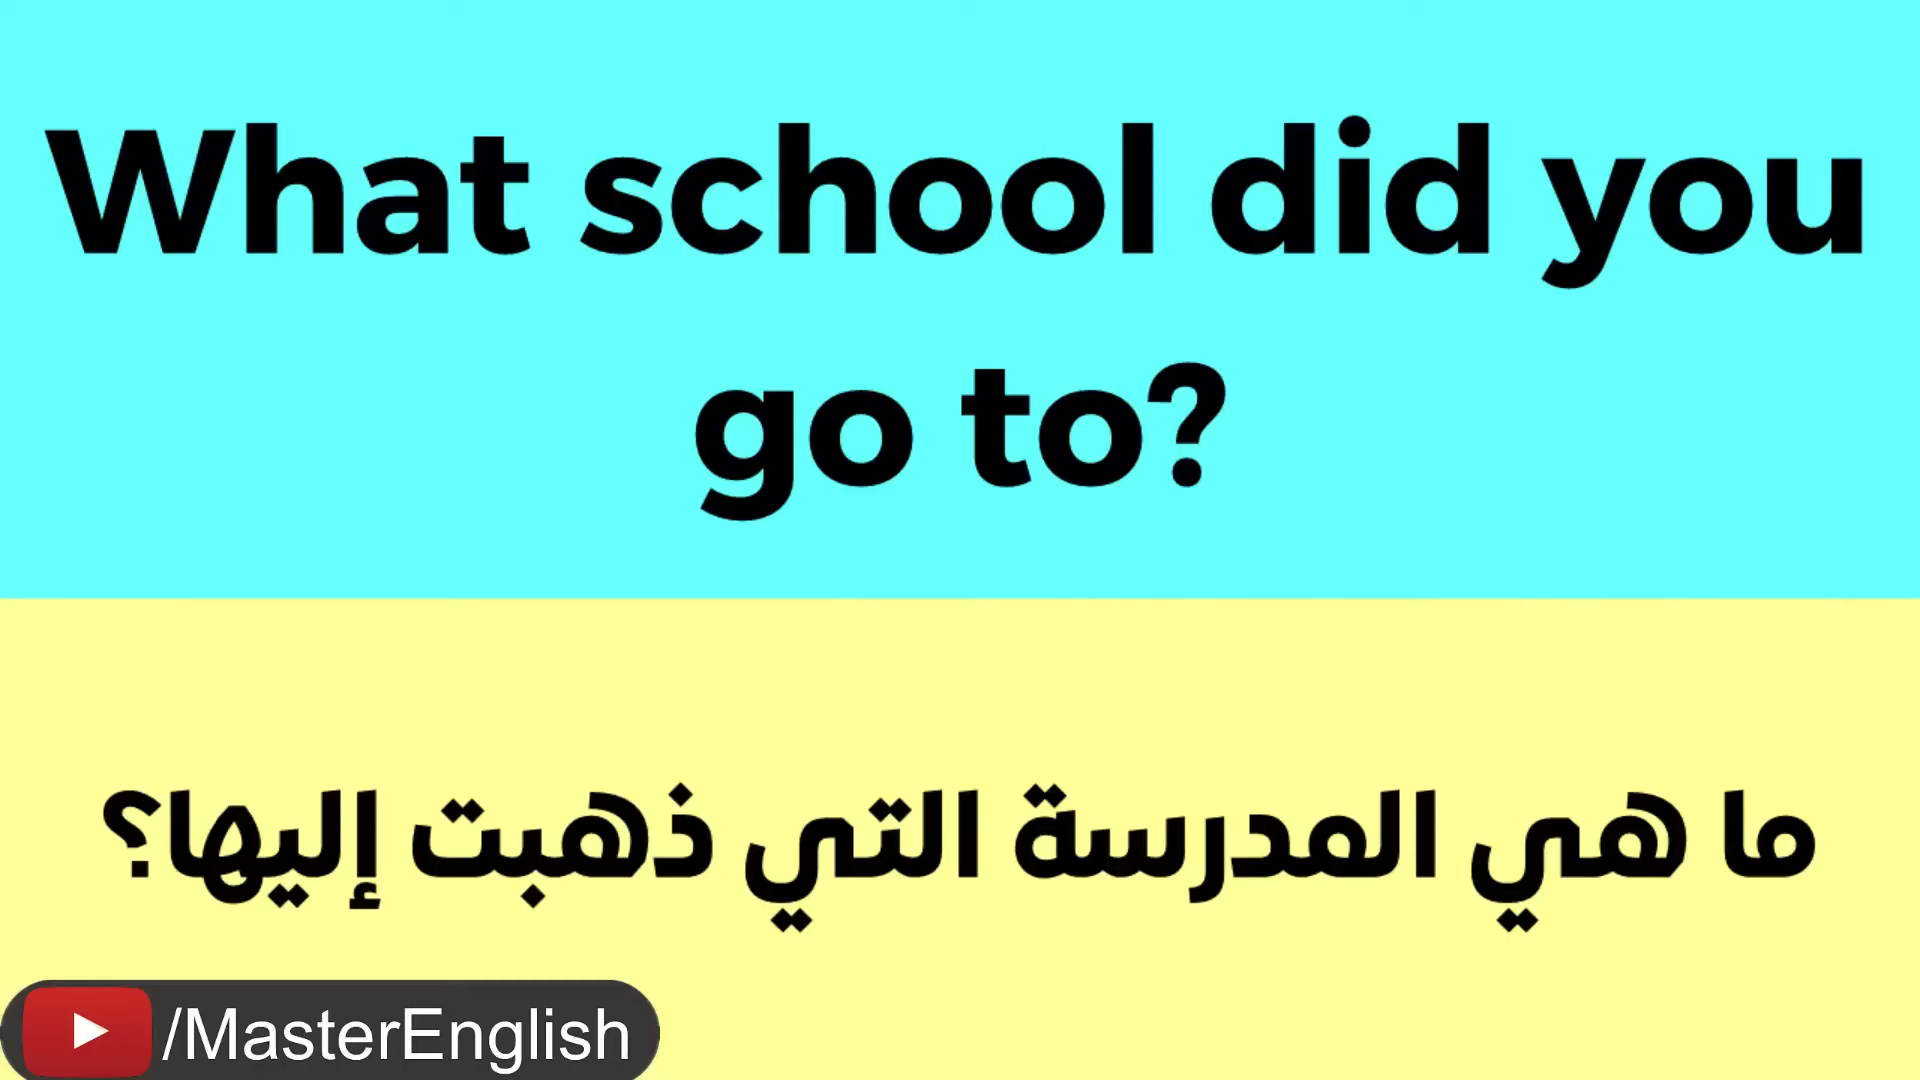 What school did you
go to?
ما هي المدرسة التي ذهبت إليها؟
/MasterEnglish